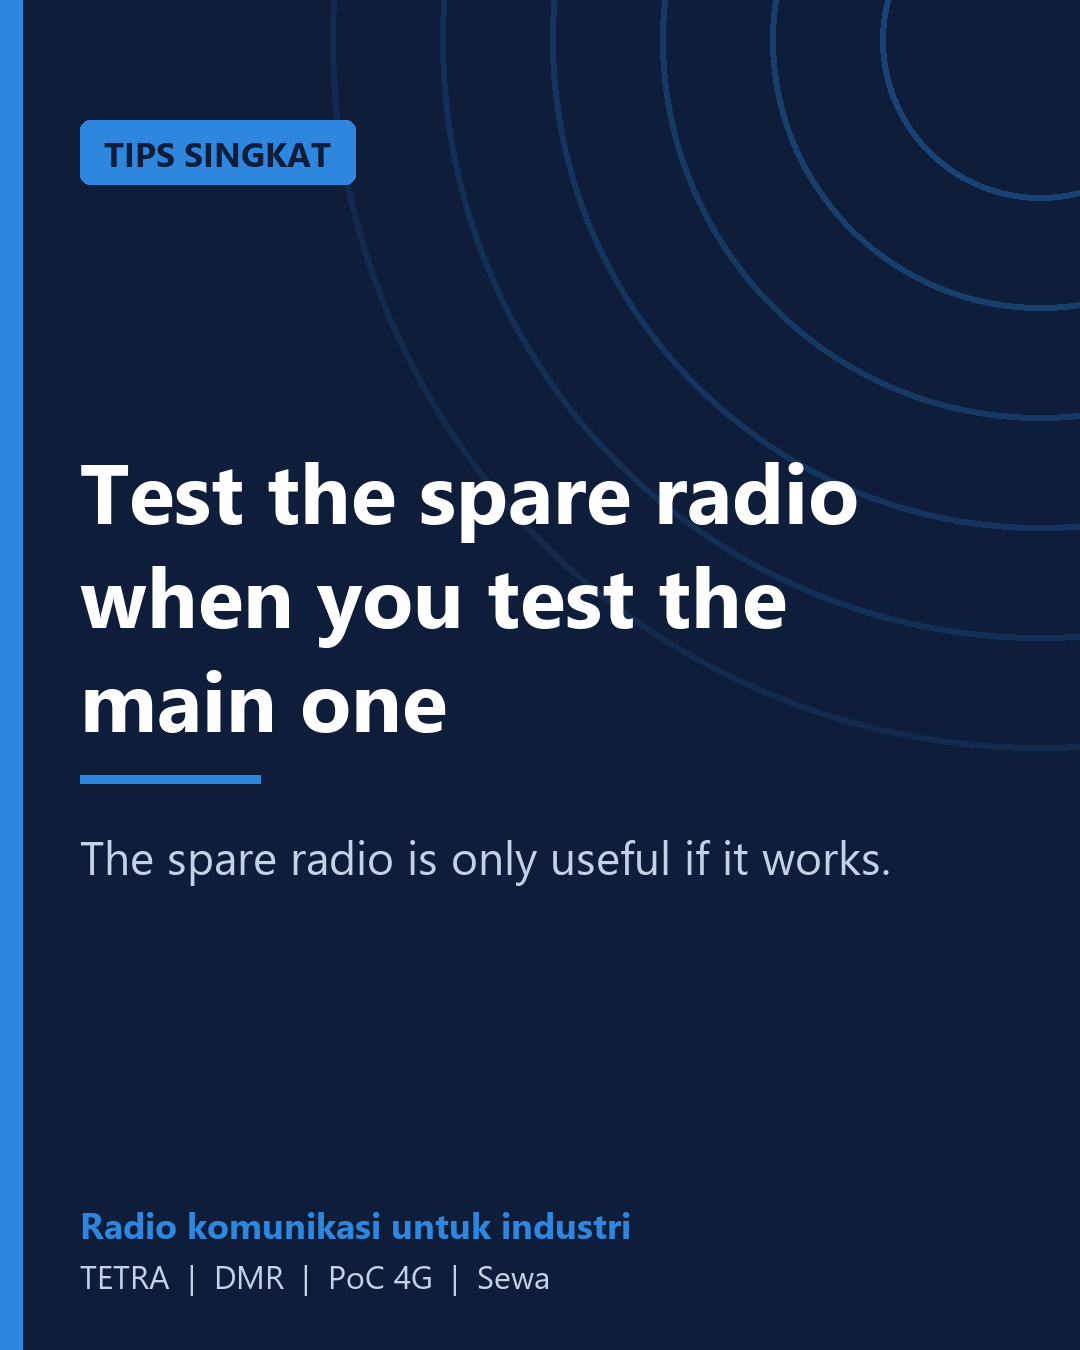 TIPS SINGKAT
Test the spare radio
when you test the
main one
The spare radio is only useful if it works.
Radio komunikasi untuk industri
TETRA | DMR | PoC 4G | Sewa